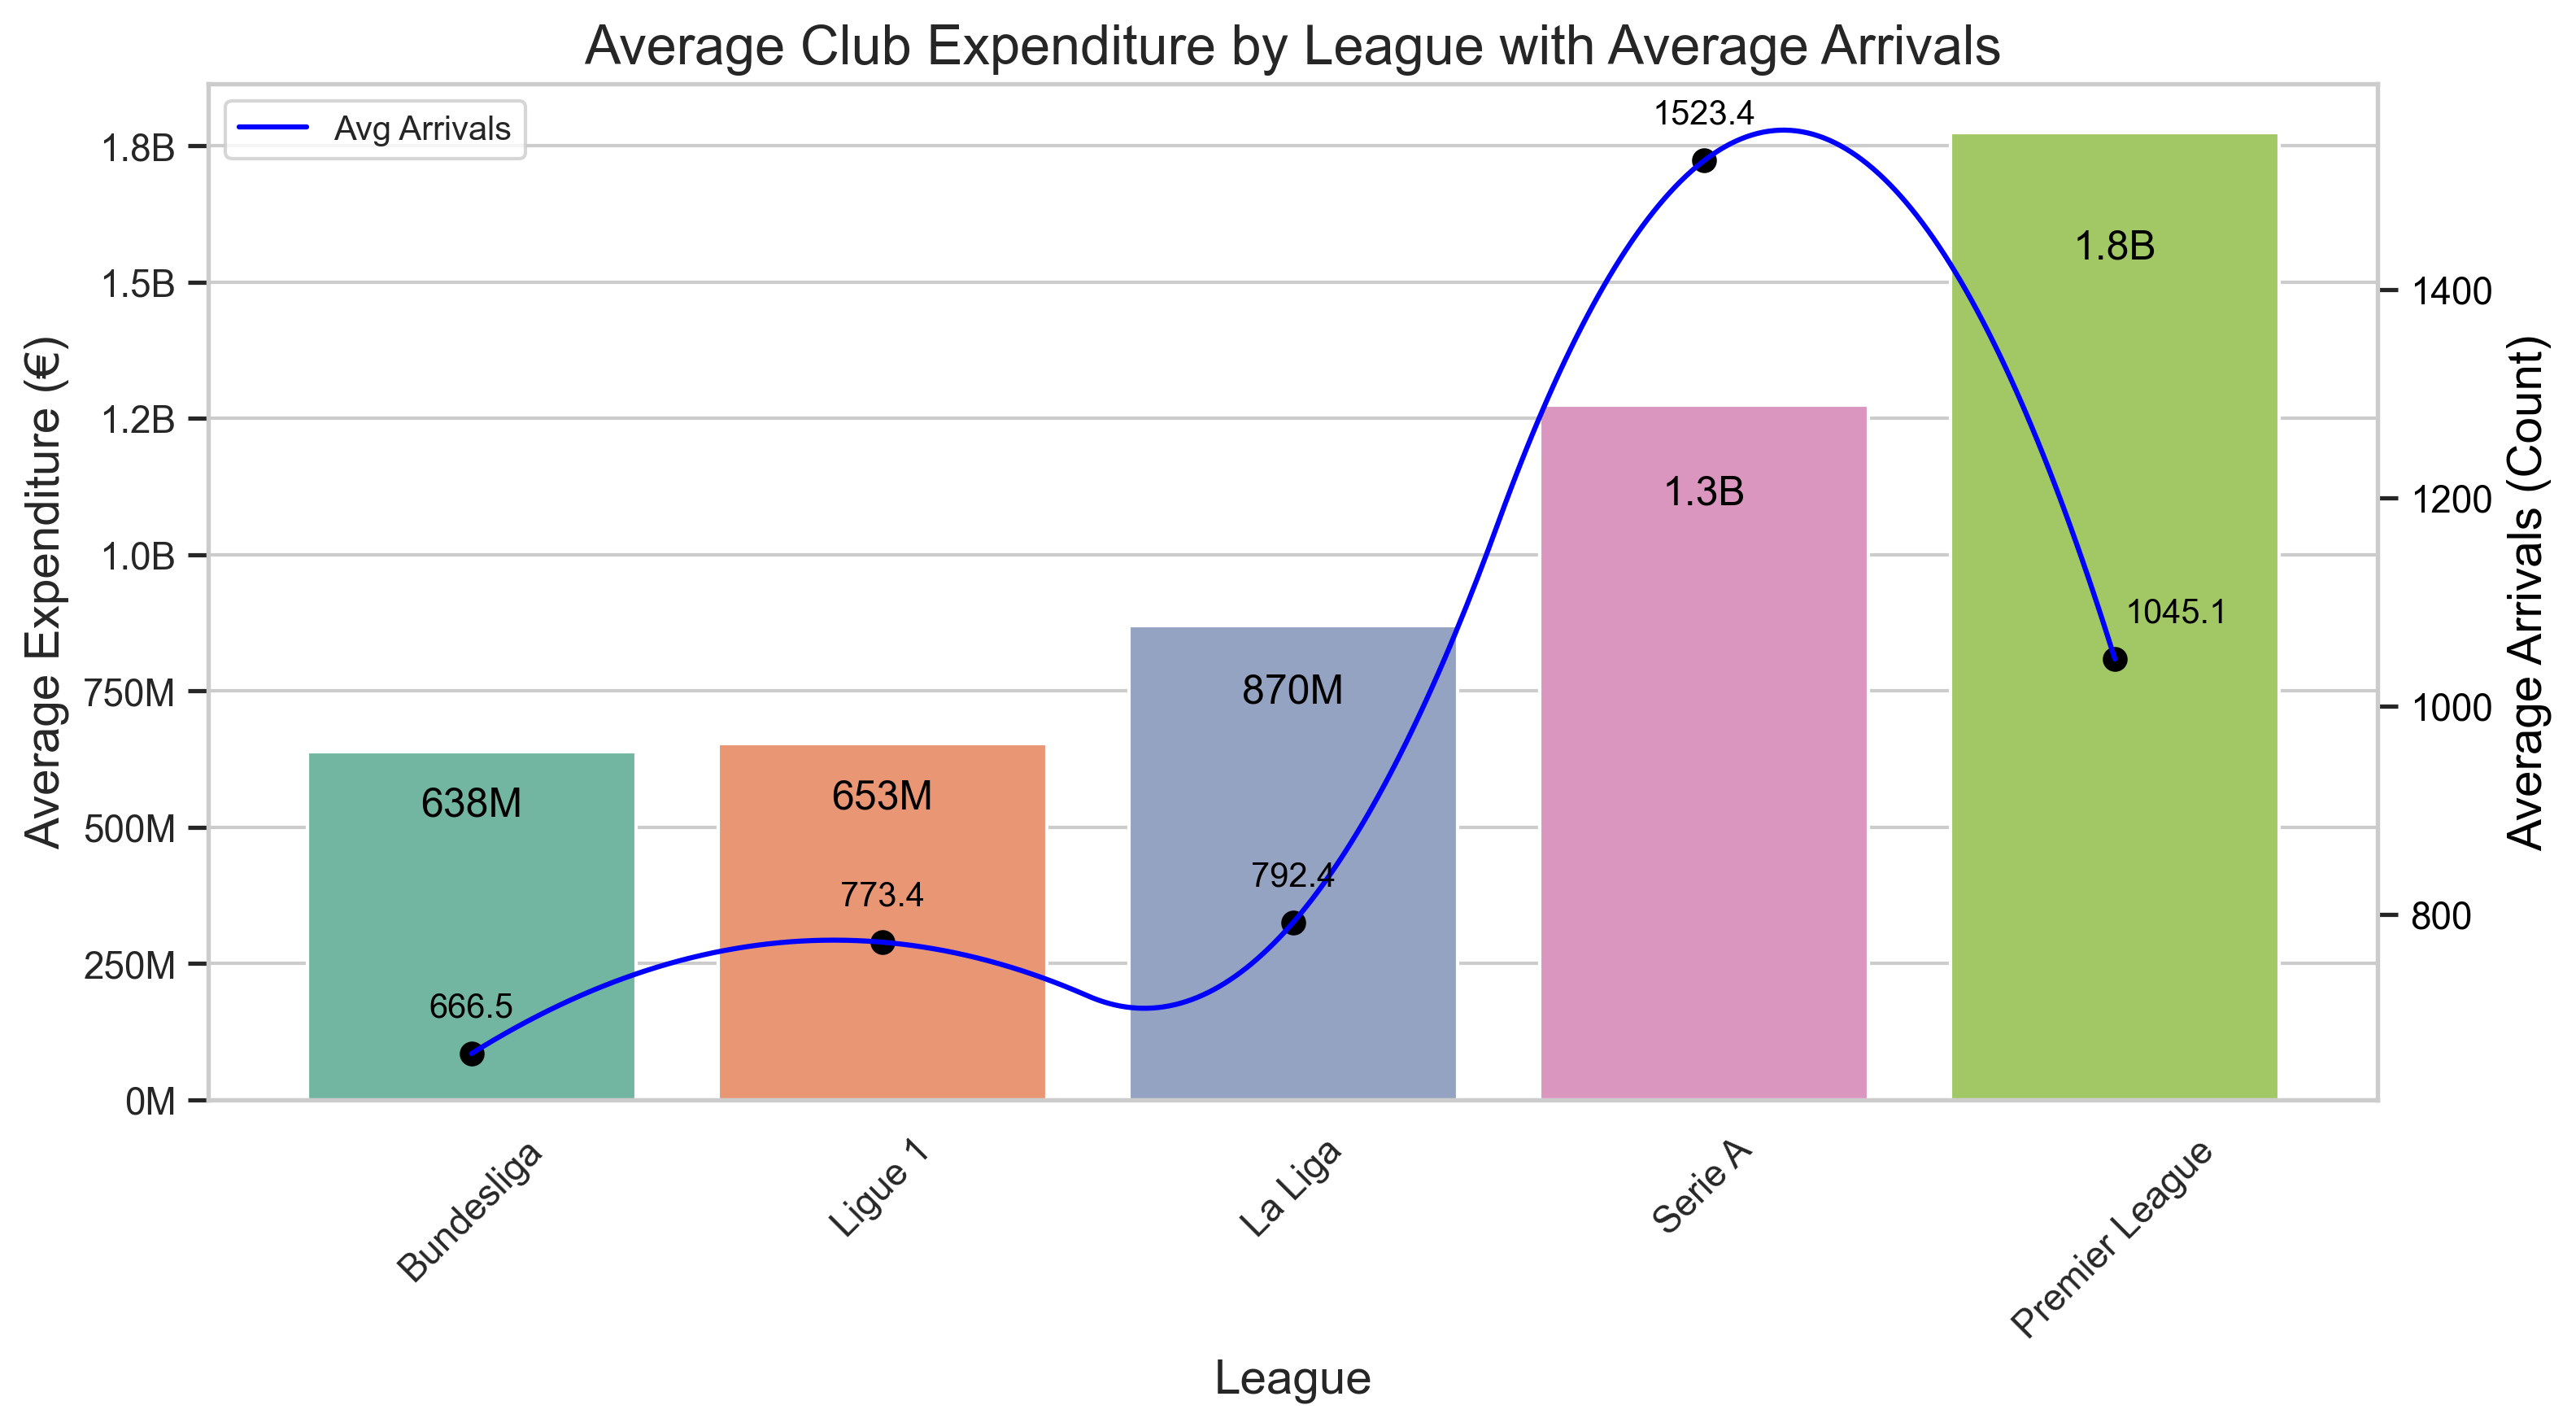 Average Club Expenditure by League with Average Arrivals
Avg Arrivals
Average Expenditure (€)
1.8B
1.5B
1.2B
1.0B
750M
500M
250M
0M
638M
666.5
653M
773.4
870M
792.4
1523.4
1.3B
1.8B
1045.1
1400
1200
1000
800
Average Arrivals (Count)
Bundesliga
Ligue 1
La Liga
Serie A
Premier League
League